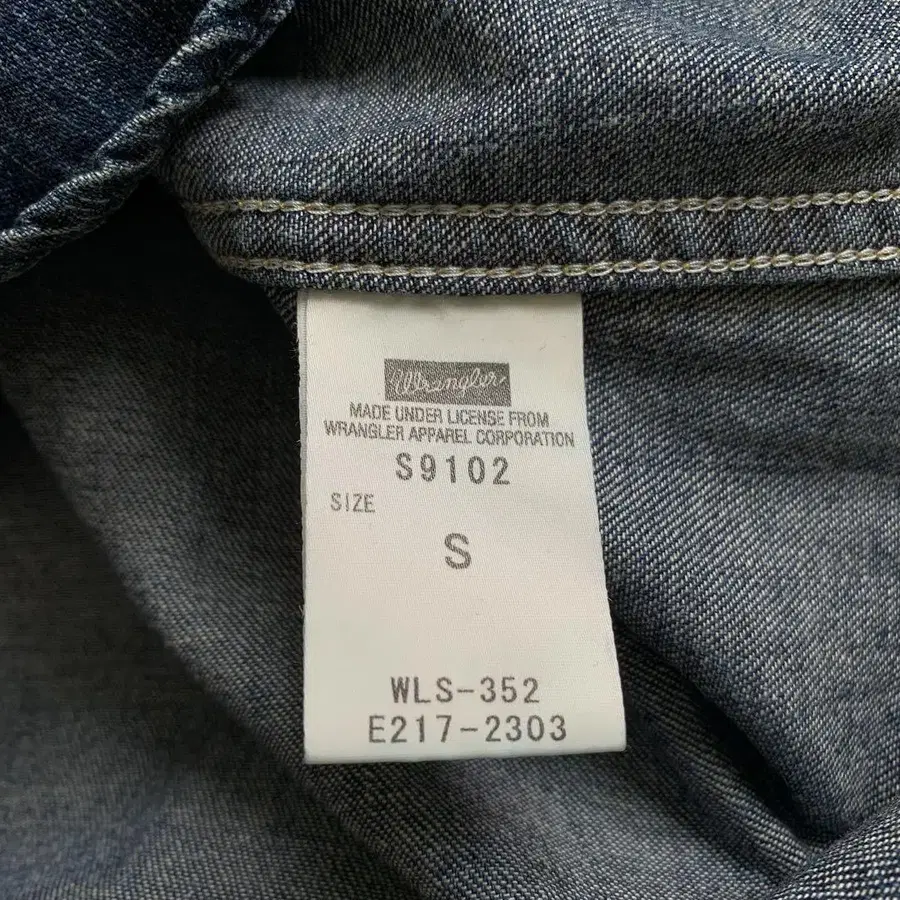 Wrangler
MADE UNDER LICENSE FROM
WRANGLER APPAREL CORPORATION
S9102
SIZE
S
WLS-352
E217-2303